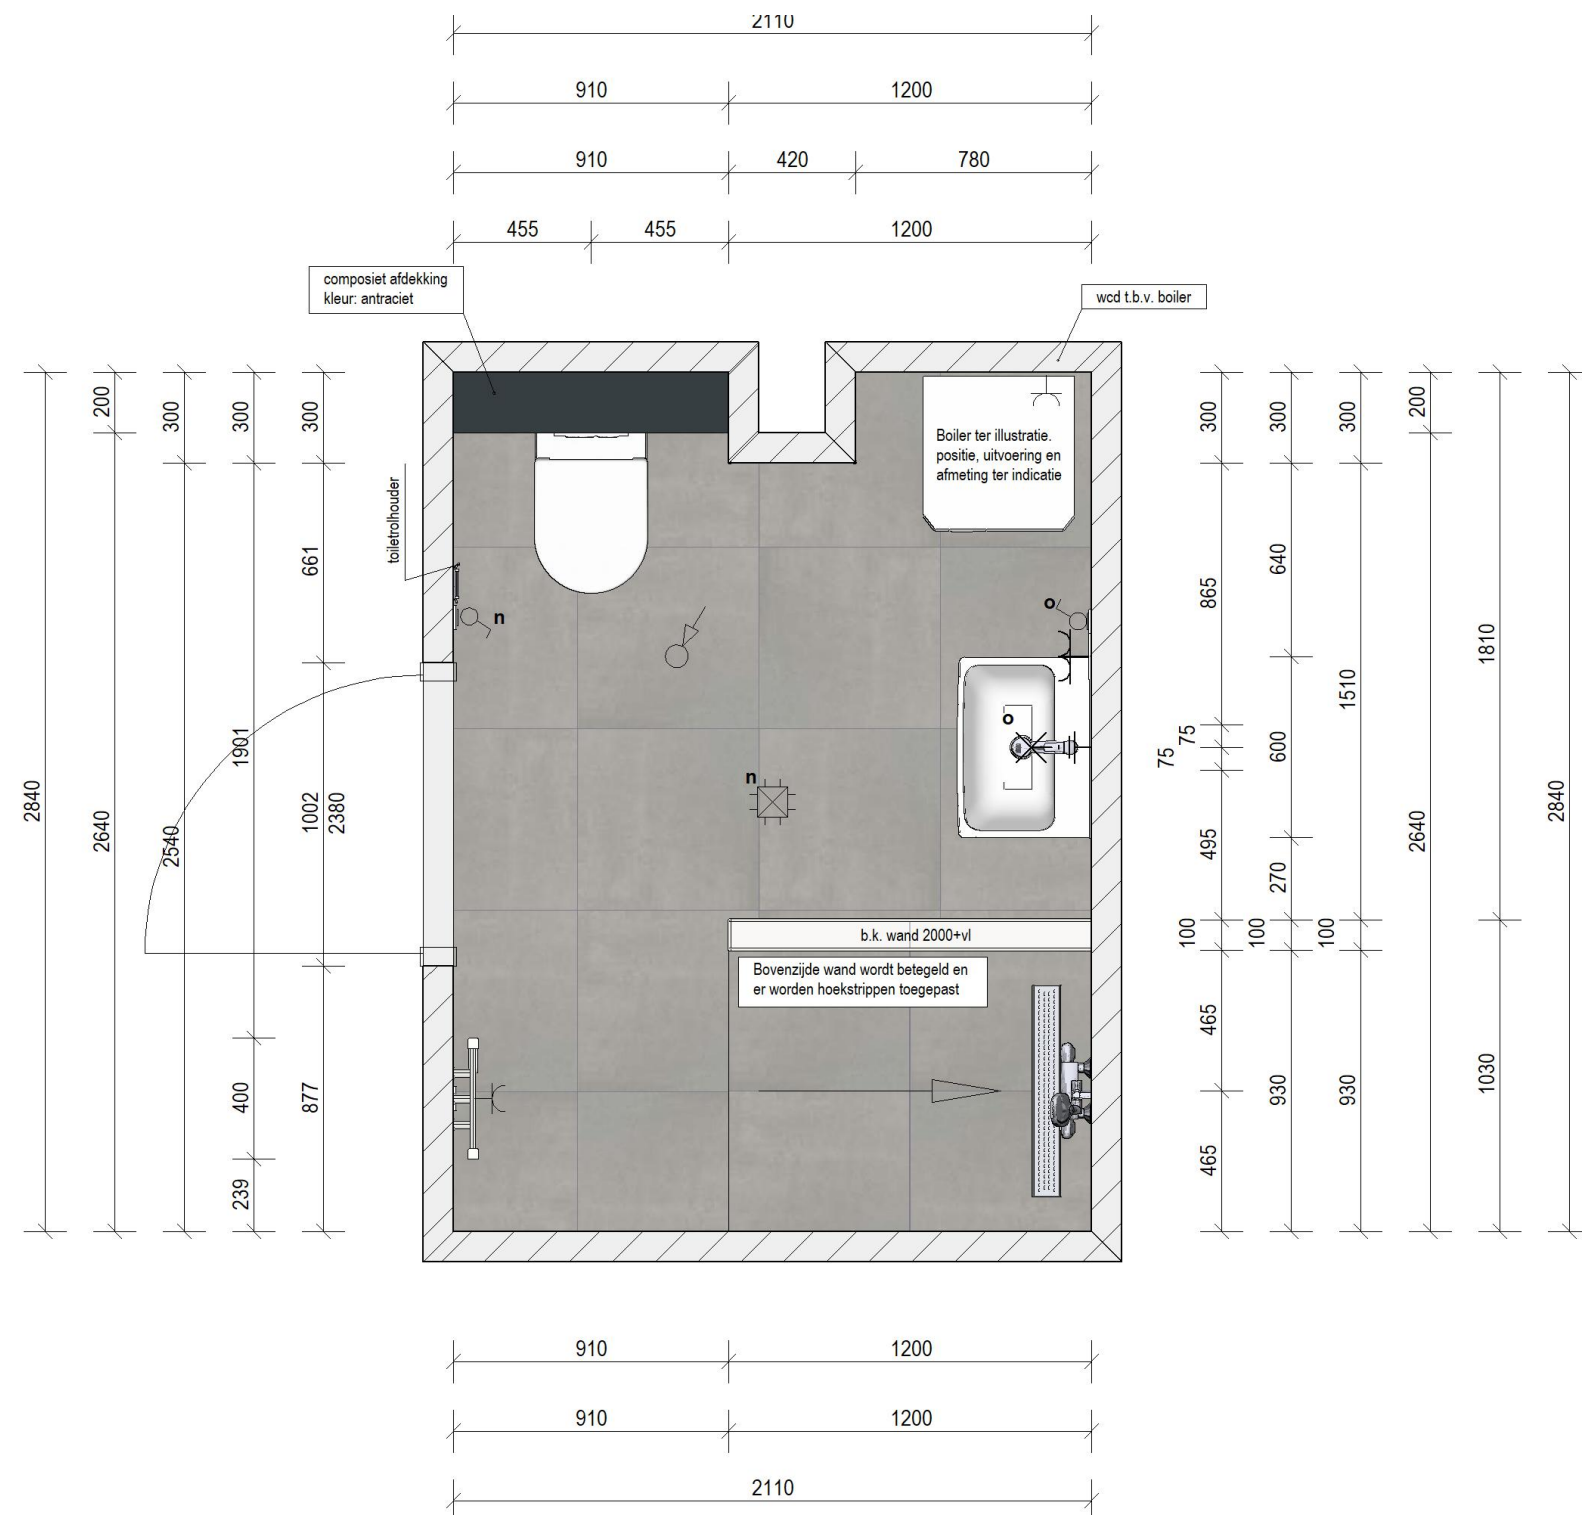 2110
910 1200
910 420 780
455 455 1200
composiet afdekking
kleur: antraciet
wcd t.b.v. boiler
200 300 300 300
300 300 300 200
Boiler ter illustratie.
positie, uitvoering en
afmeting ter indicatie
toiletrolhouder
661
865 640 1810
n
o
o
n
2840 2640 2540 1901 1002 2380
75 75 600 1510 2640 2840
495 270
b.k. wand 2000+vl
100 100 100
Bovenzijde wand wordt betegeld en
er worden hoekstrippen toegepast
400 877
465 930 930 1030
239
465
910 1200
910 1200
2110